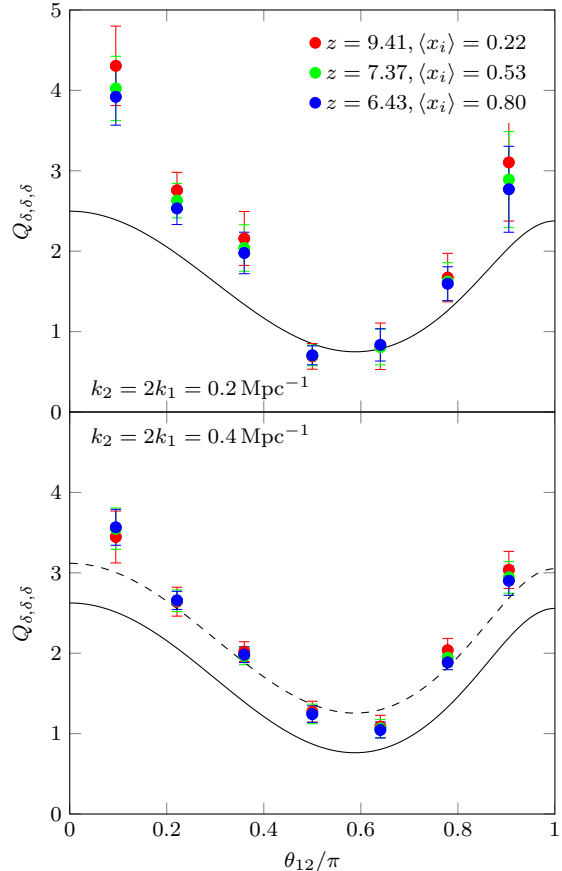 5
4
3
2
1
0
Q_{δ,δ,δ}
z = 9.41, ⟨x_i⟩ = 0.22
z = 7.37, ⟨x_i⟩ = 0.53
z = 6.43, ⟨x_i⟩ = 0.80
k_2 = 2k_1 = 0.2 Mpc^{−1}
k_2 = 2k_1 = 0.4 Mpc^{−1}
4
3
2
1
0
Q_{δ,δ,δ}
0 0.2 0.4 0.6 0.8 1
θ_{12}/π